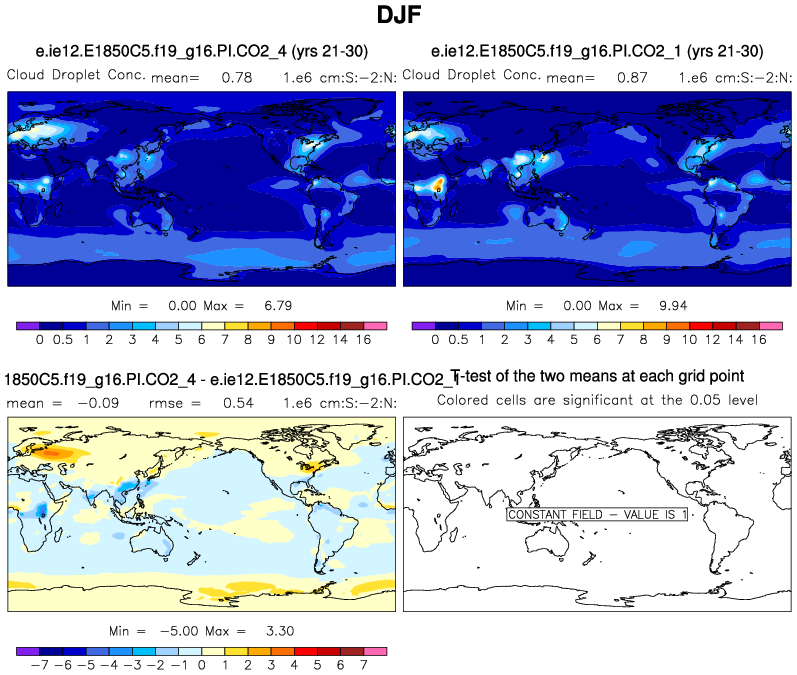 DJF
e.ie12.E1850C5.f19_g16.PI.CO2_4 (yrs 21-30)
Cloud Droplet Conc. mean= 0.78 1.e6 cm:S:-2:N:
Min = 0.00 Max = 6.79
0 0.5 1 2 3 4 5 6 7 8 9 10 12 14 16
e.ie12.E1850C5.f19_g16.PI.CO2_1 (yrs 21-30)
Cloud Droplet Conc. mean= 0.87 1.e6 cm:S:-2:N:
Min = 0.00 Max = 9.94
0 0.5 1 2 3 4 5 6 7 8 9 10 12 14 16
1850C5.f19_g16.PI.CO2_4 - e.ie12.E1850C5.f19_g16.PI.CO2_1
mean = -0.09 rmse = 0.54 1.e6 cm:S:-2:N:
Min = -5.00 Max = 3.30
-7 -6 -5 -4 -3 -2 -1 0 1 2 3 4 5 6 7
T-test of the two means at each grid point
Colored cells are significant at the 0.05 level
CONSTANT FIELD - VALUE IS 1